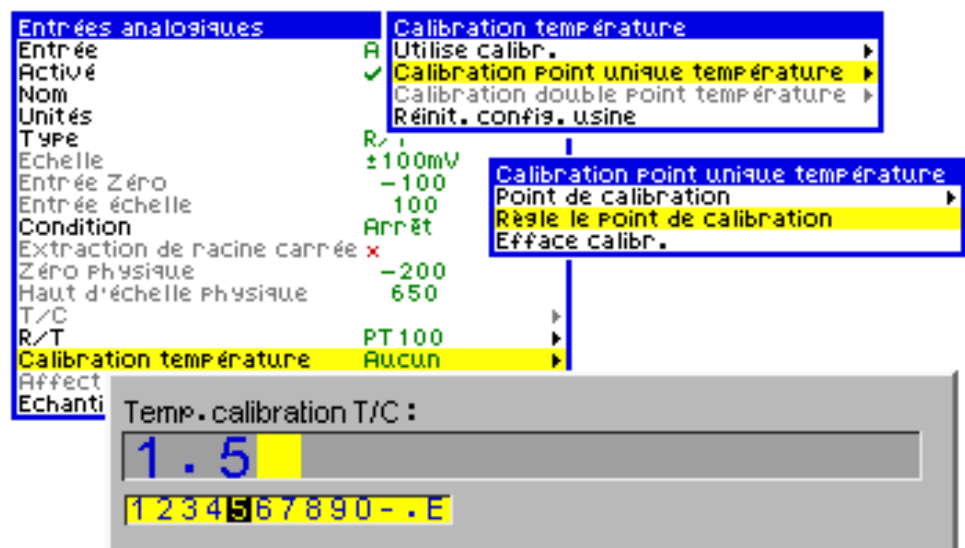 Entrées analogiques
Entrée A
Activé ✓
Nom
Unités
Type R/T
Echelle ±100mV
Entrée Zéro -100
Entrée échelle 100
Condition Arrêt
Extraction de racine carrée ×
Zéro Physique -200
Haut d'échelle Physique 650
T/C
R/T PT100
Calibration température Aucun
Affect
Echanti
Calibration température
Utilise calibr.
Calibration Point unique température
Calibration double Point température
Réinit. config. usine
Calibration Point unique température
Point de calibration
Règle le Point de calibration
Efface calibr.
Temp. calibration T/C :
1.5
1234567890-.E